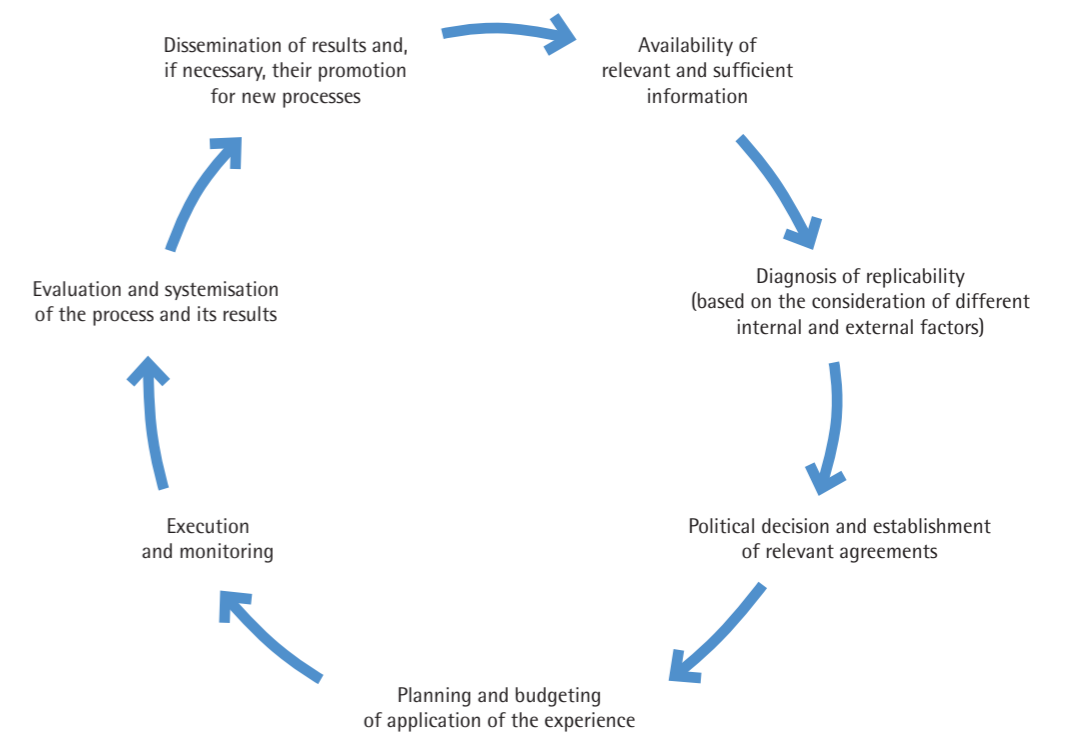 Dissemination of results and,
if necessary, their promotion
for new processes
Availability of
relevant and sufficient
information
Diagnosis of replicability
(based on the consideration of different
internal and external factors)
Political decision and establishment
of relevant agreements
Planning and budgeting
of application of the experience
Execution
and monitoring
Evaluation and systemisation
of the process and its results